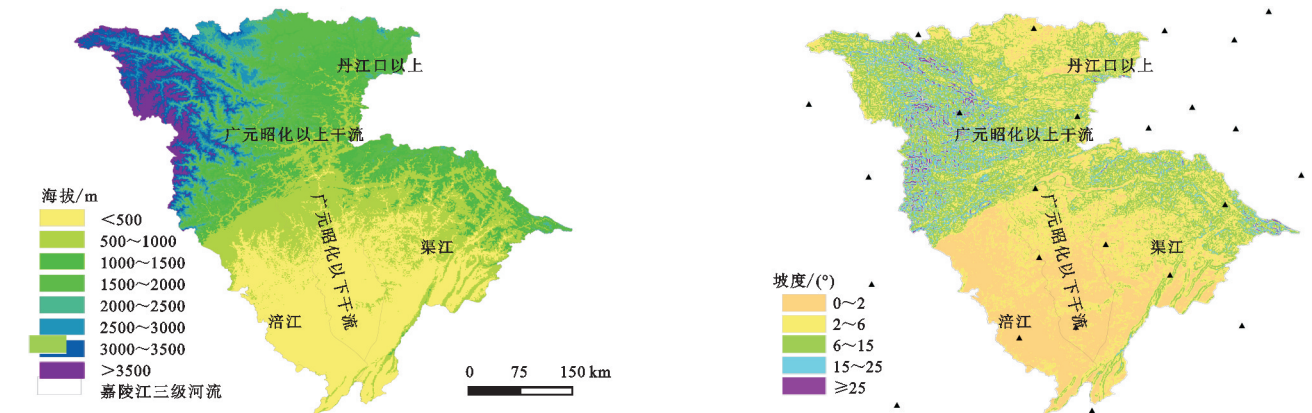 丹江口以上
广元昭化以上干流
广元昭化以下干流
渠江
涪江
海拔/m
<500
500～1000
1000～1500
1500～2000
2000～2500
2500～3000
3000～3500
>3500
嘉陵江三级河流
0 75 150 km
丹江口以上
广元昭化以上干流
广元昭化以下干流
渠江
涪江
坡度/(°)
0～2
2～6
6～15
15～25
≥25